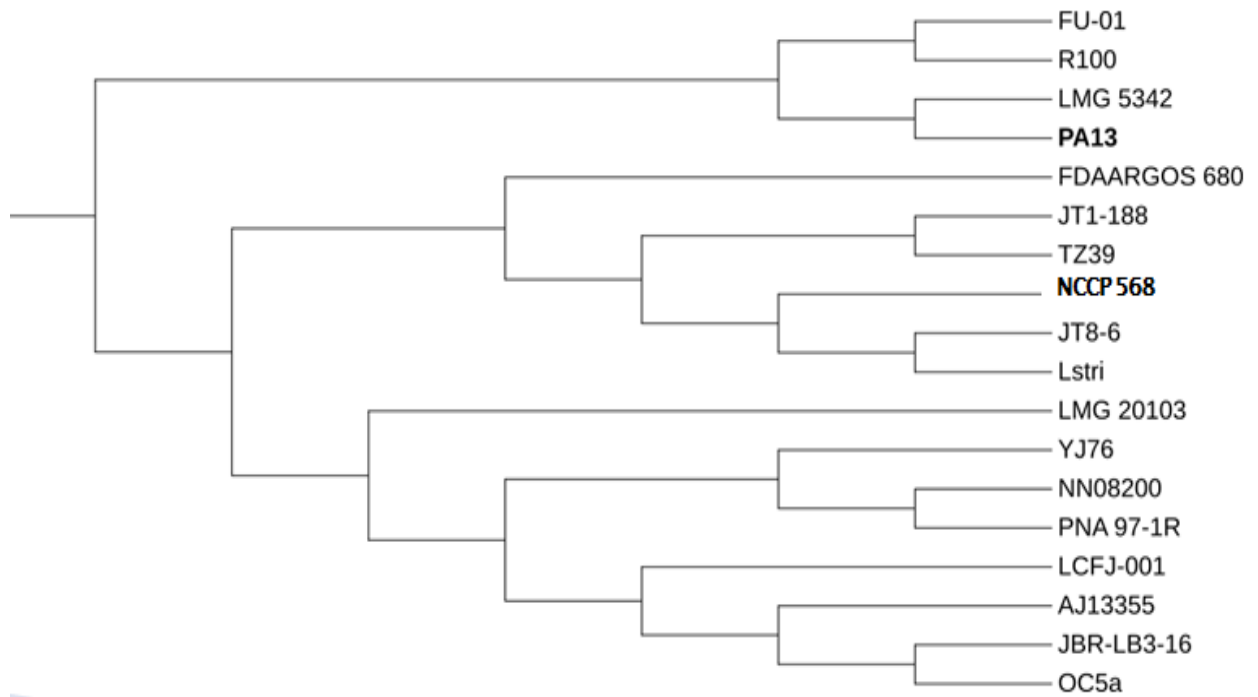 FU-01
R100
LMG 5342
PA13
FDAARGOS 680
JT1-188
TZ39
NCCP 568
JT8-6
Lstri
LMG 20103
YJ76
NN08200
PNA 97-1R
LCFJ-001
AJ13355
JBR-LB3-16
OC5a